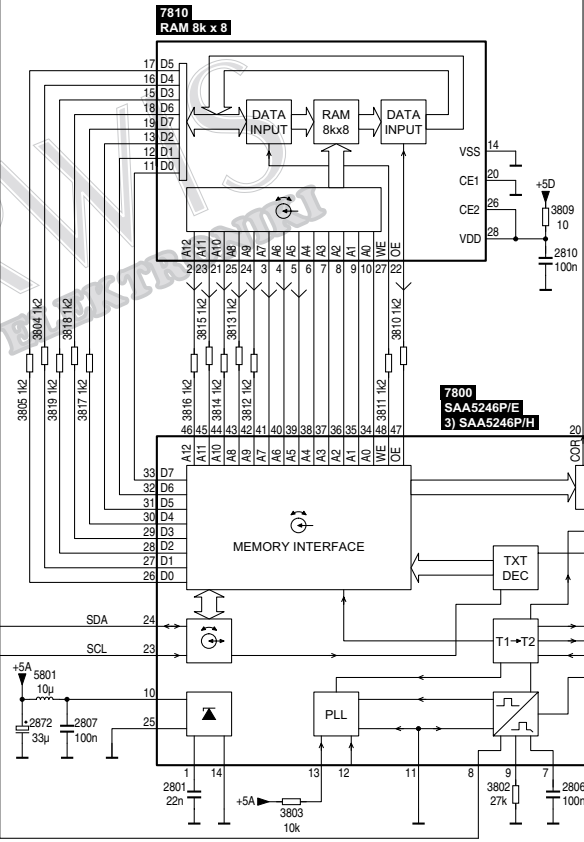 7810
RAM 8k x 8
17 D5
16 D4
15 D3
18 D6
19 D7
13 D2
12 D1
11 D0
DATA INPUT
RAM 8kx8
DATA INPUT
VSS 14
CE1 20
CE2 26
VDD 28
+5D
3809
10
2810
100n
A12 A11 A10 A8 A9 A7 A6 A5 A4 A3 A2 A1 A0 WE OE
2 23 21 25 24 3 4 5 6 7 8 9 10 27 22
3805 1k2
3804 1k2
3819 1k2
3818 1k2
3817 1k2
3816 1k2
3815 1k2
3814 1k2
3813 1k2
3812 1k2
3811 1k2
3810 1k2
ELEKTRONIKI
7800
SAA5246P/E
3) SAA5246P/H
46 45 44 43 42 41 40 39 38 37 36 35 34 48 47
A12 A11 A10 A8 A9 A7 A6 A5 A4 A3 A2 A1 A0 WE OE
20
COR
33 D7
32 D6
31 D5
30 D4
29 D3
28 D2
27 D1
26 D0
MEMORY INTERFACE
TXT
DEC
SDA 24
SCL 23
T1→T2
+5A
5801
10µ
10
25
2872
33µ
2807
100n
PLL
1 14 13 12 11 8 9 7
2801
22n
+5A
3803
10k
3802
27k
2806
100n